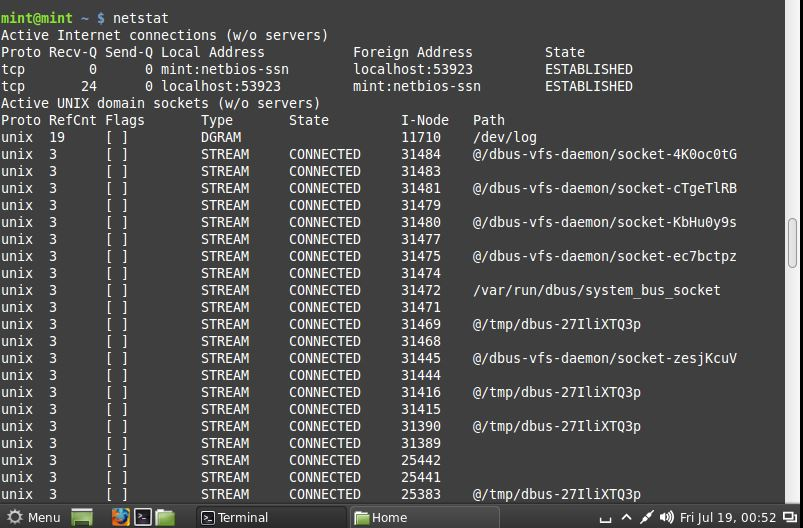 mint@mint ~ $ netstat
Active Internet connections (w/o servers)
Proto Recv-Q Send-Q Local Address           Foreign Address         State
tcp        0      0 mint:netbios-ssn        localhost:53923         ESTABLISHED
tcp       24      0 localhost:53923         mint:netbios-ssn        ESTABLISHED
Active UNIX domain sockets (w/o servers)
Proto RefCnt Flags       Type       State         I-Node   Path
unix  19     [ ]         DGRAM                    11710    /dev/log
unix  3      [ ]         STREAM     CONNECTED     31484    @/dbus-vfs-daemon/socket-4K0oc0tG
unix  3      [ ]         STREAM     CONNECTED     31483
unix  3      [ ]         STREAM     CONNECTED     31481    @/dbus-vfs-daemon/socket-cTgeTlRB
unix  3      [ ]         STREAM     CONNECTED     31479
unix  3      [ ]         STREAM     CONNECTED     31480    @/dbus-vfs-daemon/socket-KbHu0y9s
unix  3      [ ]         STREAM     CONNECTED     31477
unix  3      [ ]         STREAM     CONNECTED     31475    @/dbus-vfs-daemon/socket-ec7bctpz
unix  3      [ ]         STREAM     CONNECTED     31474
unix  3      [ ]         STREAM     CONNECTED     31472    /var/run/dbus/system_bus_socket
unix  3      [ ]         STREAM     CONNECTED     31471
unix  3      [ ]         STREAM     CONNECTED     31469    @/tmp/dbus-27IliXTQ3p
unix  3      [ ]         STREAM     CONNECTED     31468
unix  3      [ ]         STREAM     CONNECTED     31445    @/dbus-vfs-daemon/socket-zesjKcuV
unix  3      [ ]         STREAM     CONNECTED     31444
unix  3      [ ]         STREAM     CONNECTED     31416    @/tmp/dbus-27IliXTQ3p
unix  3      [ ]         STREAM     CONNECTED     31415
unix  3      [ ]         STREAM     CONNECTED     31390    @/tmp/dbus-27IliXTQ3p
unix  3      [ ]         STREAM     CONNECTED     31389
unix  3      [ ]         STREAM     CONNECTED     25442
unix  3      [ ]         STREAM     CONNECTED     25441
unix  3      [ ]         STREAM     CONNECTED     25383    @/tmp/dbus-27IliXTQ3p
Menu Terminal Home Fri Jul 19, 00:52